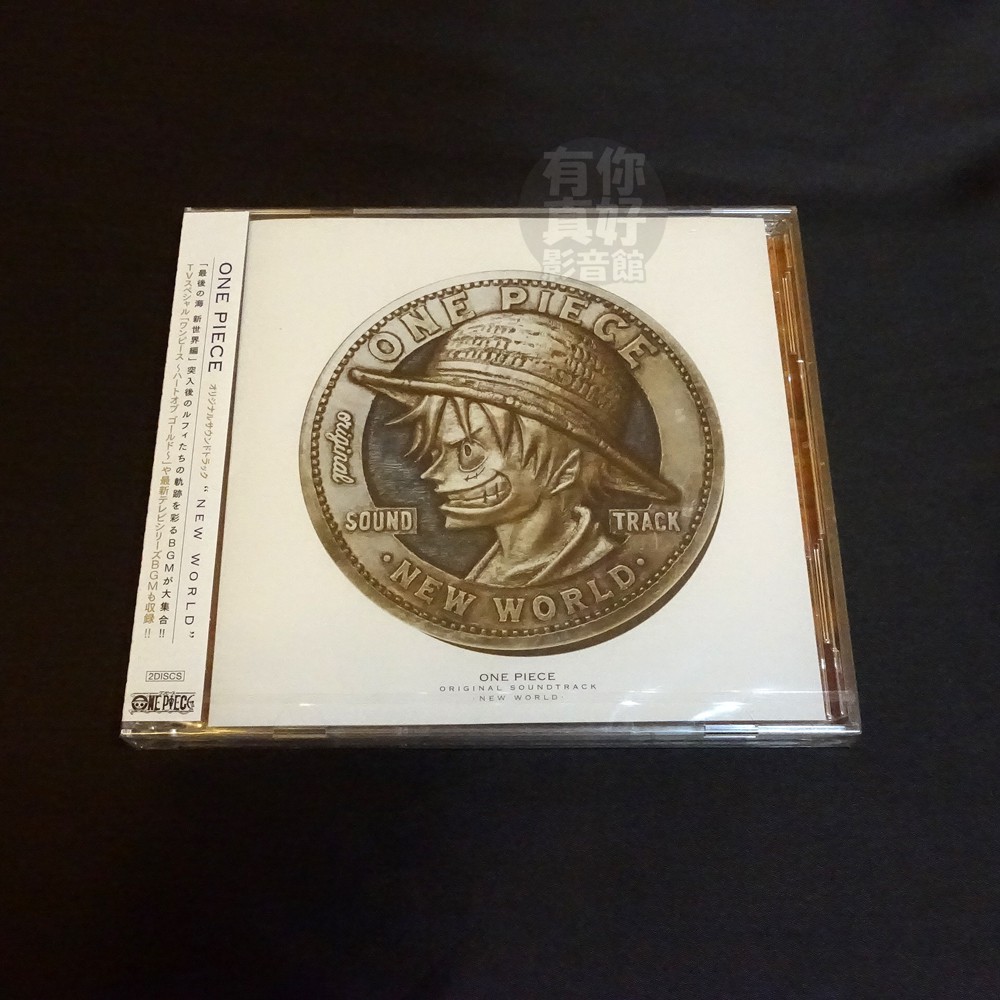 有你
真好
影音館
ONE PIECE オリジナルサウンドトラック "NEW WORLD"
「最後の海 新世界編」突入後のルフィたちの軌跡を彩るBGMが大集合!!
TVスペシャル「ワンピース 〜ハートオブ ゴールド〜」や最新テレビシリーズBGMも収録!!
2DISCS
ONE PIECE
ONE PIECE
original
SOUND TRACK
・NEW WORLD・
ONE PIECE
ORIGINAL SOUNDTRACK
・NEW WORLD・